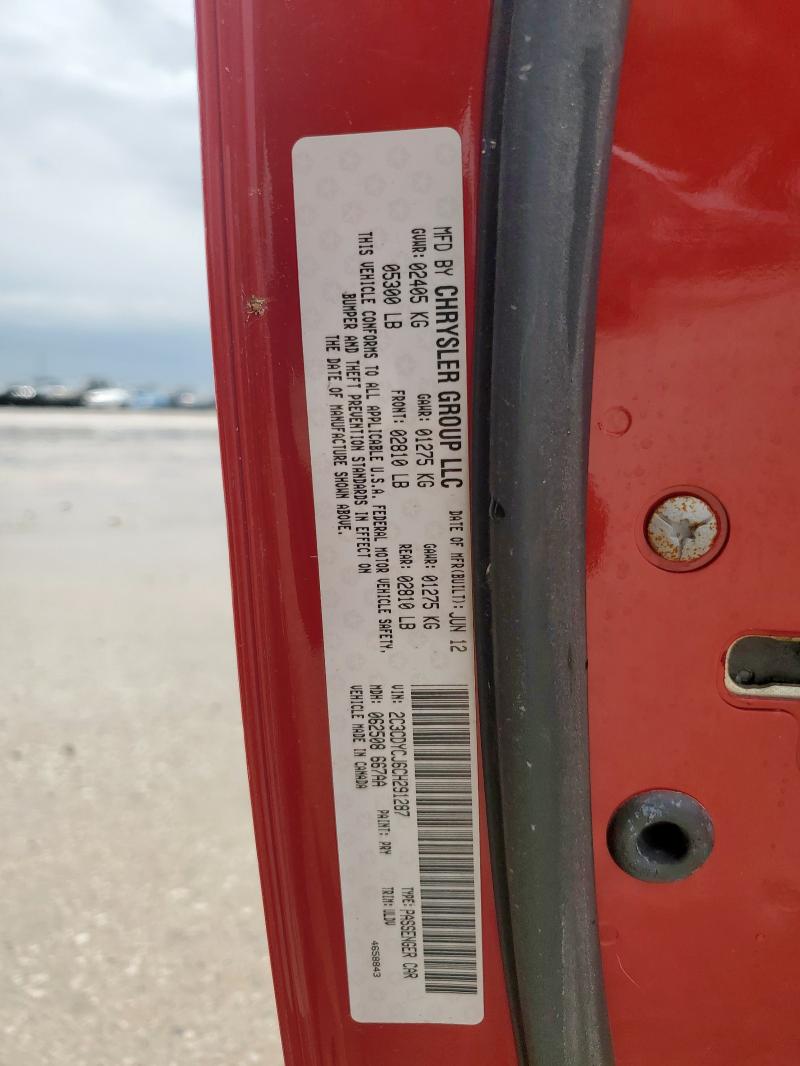 MFD BY CHRYSLER GROUP LLC DATE OF MFR(BUILT): JUN 12
GVWR: 02405 KG GAWR: 01275 KG GAWR: 01275 KG
05300 LB FRONT: 02810 LB REAR: 02810 LB
THIS VEHICLE CONFORMS TO ALL APPLICABLE U.S.A. FEDERAL MOTOR VEHICLE SAFETY,
BUMPER AND THEFT PREVENTION STANDARDS IN EFFECT ON
THE DATE OF MANUFACTURE SHOWN ABOVE.
VIN: 2C3CDYCJ6CH291287 TYPE: PASSENGER CAR
MDH: 062508 667AA PAINT: PRY TRIM: ULDV
VEHICLE MADE IN CANADA 4658843